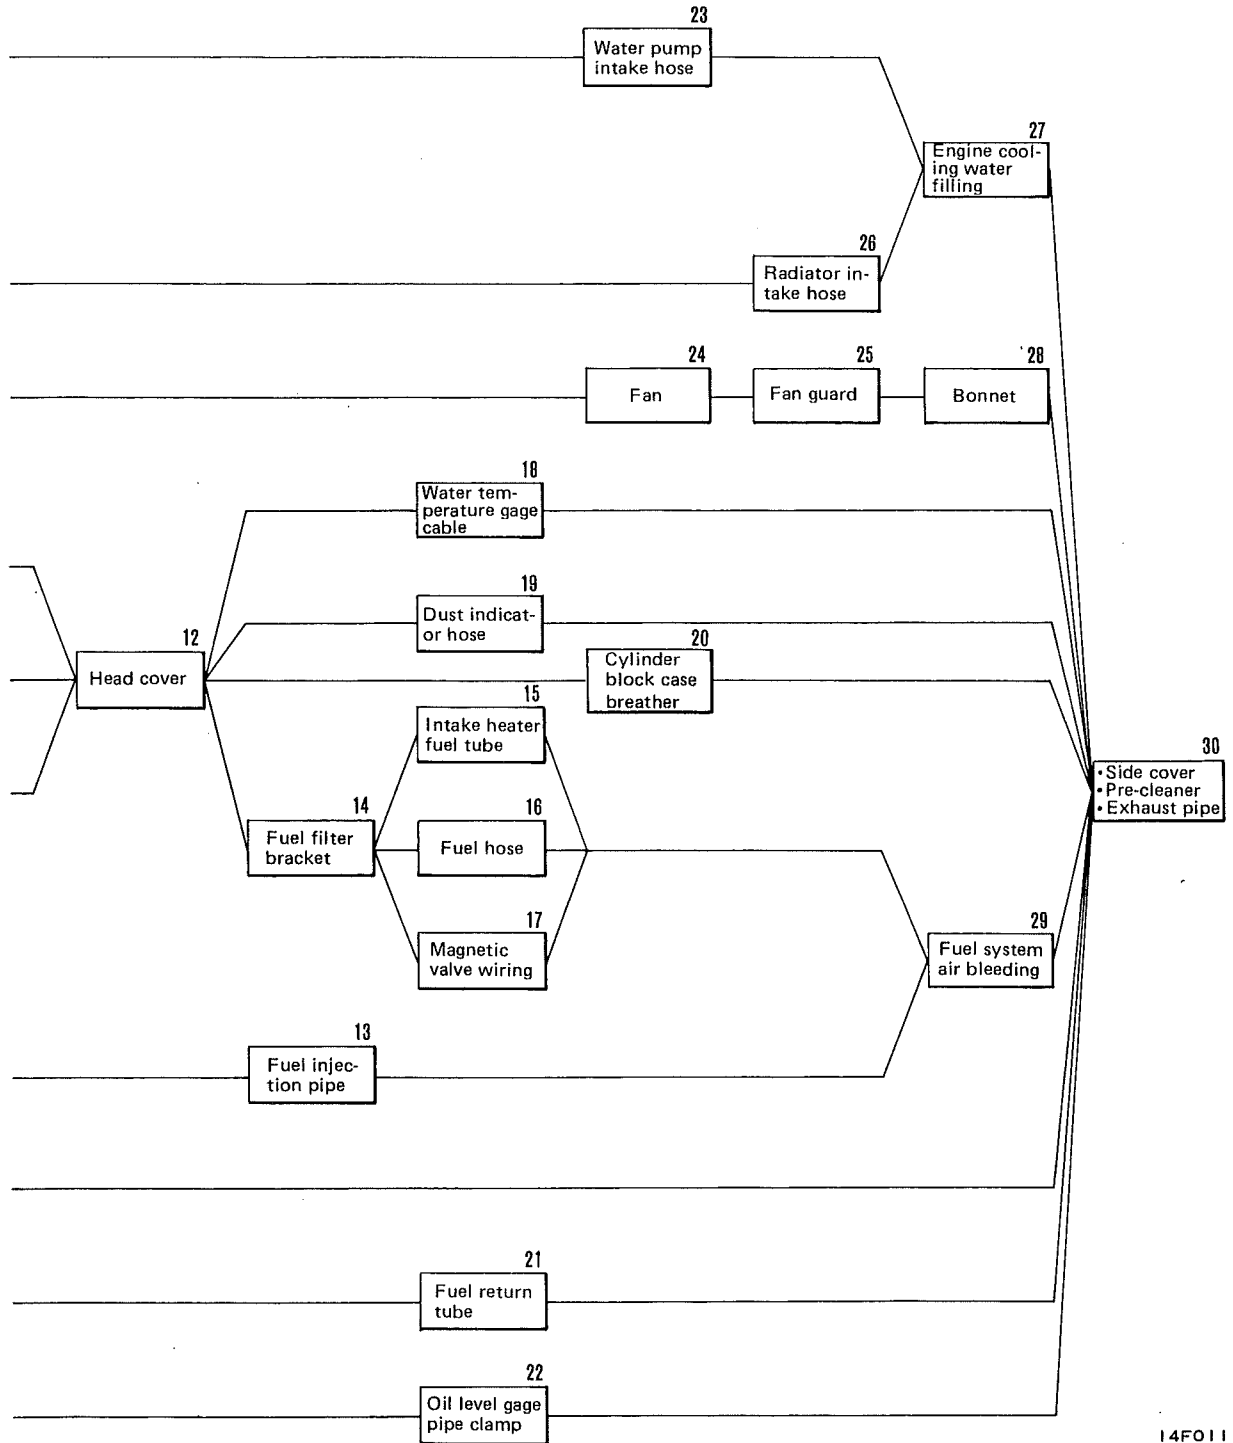 23
Water pump
intake hose
27
Engine cool-
ing water
filling
26
Radiator in-
take hose
24
Fan
25
Fan guard
28
Bonnet
18
Water tem-
perature gage
cable
19
Dust indicat-
or hose
12
Head cover
20
Cylinder
block case
breather
15
Intake heater
fuel tube
30
•Side cover
•Pre-cleaner
•Exhaust pipe
14
Fuel filter
bracket
16
Fuel hose
17
Magnetic
valve wiring
29
Fuel system
air bleeding
13
Fuel injec-
tion pipe
21
Fuel return
tube
22
Oil level gage
pipe clamp
14F011